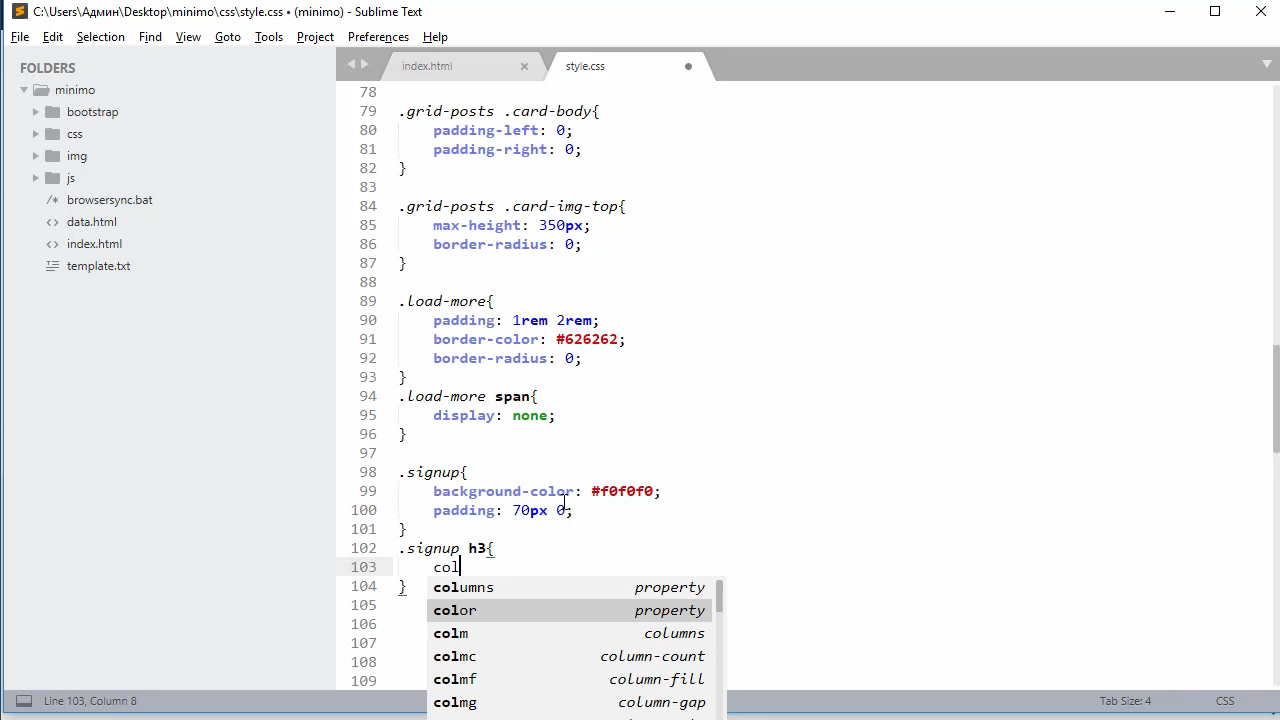 C:\Users\Админ\Desktop\minimo\css\style.css • (minimo) - Sublime Text
File Edit Selection Find View Goto Tools Project Preferences Help
FOLDERS
minimo
bootstrap
css
img
js
/* browsersync.bat
<> data.html
<> index.html
template.txt
index.html ×
style.css
78
79 .grid-posts .card-body{
80 padding-left: 0;
81 padding-right: 0;
82 }
83
84 .grid-posts .card-img-top{
85 max-height: 350px;
86 border-radius: 0;
87 }
88
89 .load-more{
90 padding: 1rem 2rem;
91 border-color: #626262;
92 border-radius: 0;
93 }
94 .load-more span{
95 display: none;
96 }
97
98 .signup{
99 background-color: #f0f0f0;
100 padding: 70px 0;
101 }
102 .signup h3{
103 col
104 }
105
106
107
108
109
columns property
color property
colm columns
colmc column-count
colmf column-fill
colmg column-gap
Line 103, Column 8
Tab Size: 4
CSS